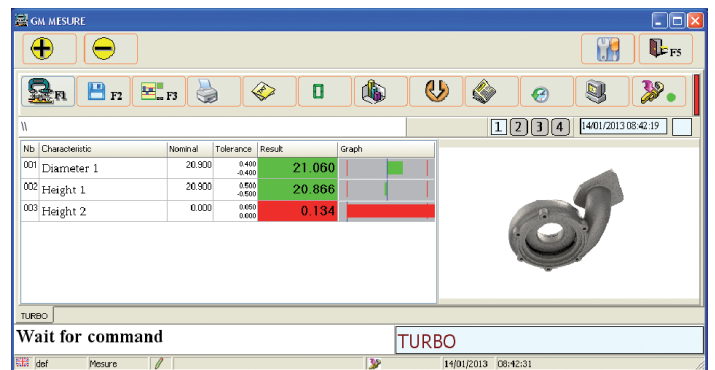 GM MESURE
F5
F1 F2 F3
\\ 1 2 3 4 14/01/2013 08:42:19
Nb Characteristic Nominal Tolerance Result Graph
001 Diameter 1 20.900 0.400 -0.400 21.060
002 Height 1 20.900 0.500 -0.500 20.866
003 Height 2 0.000 0.050 0.000 0.134
TURBO
Wait for command TURBO
def Mesure 14/01/2013 08:42:31